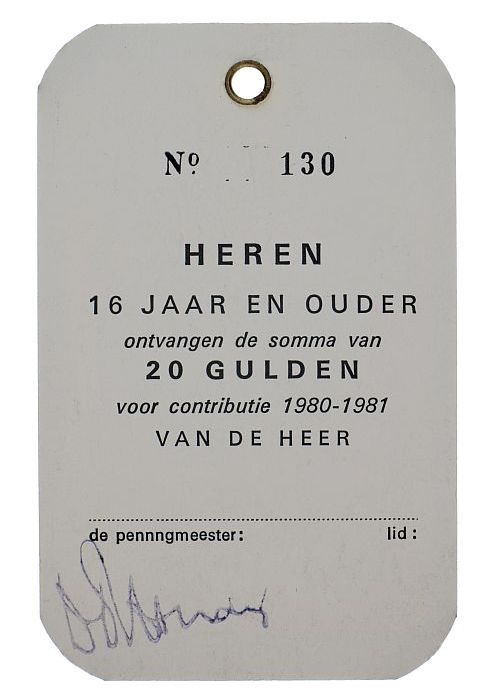 Nº 130
HEREN
16 JAAR EN OUDER
ontvangen de somma van
20 GULDEN
voor contributie 1980-1981
VAN DE HEER
de penngmeester: lid :